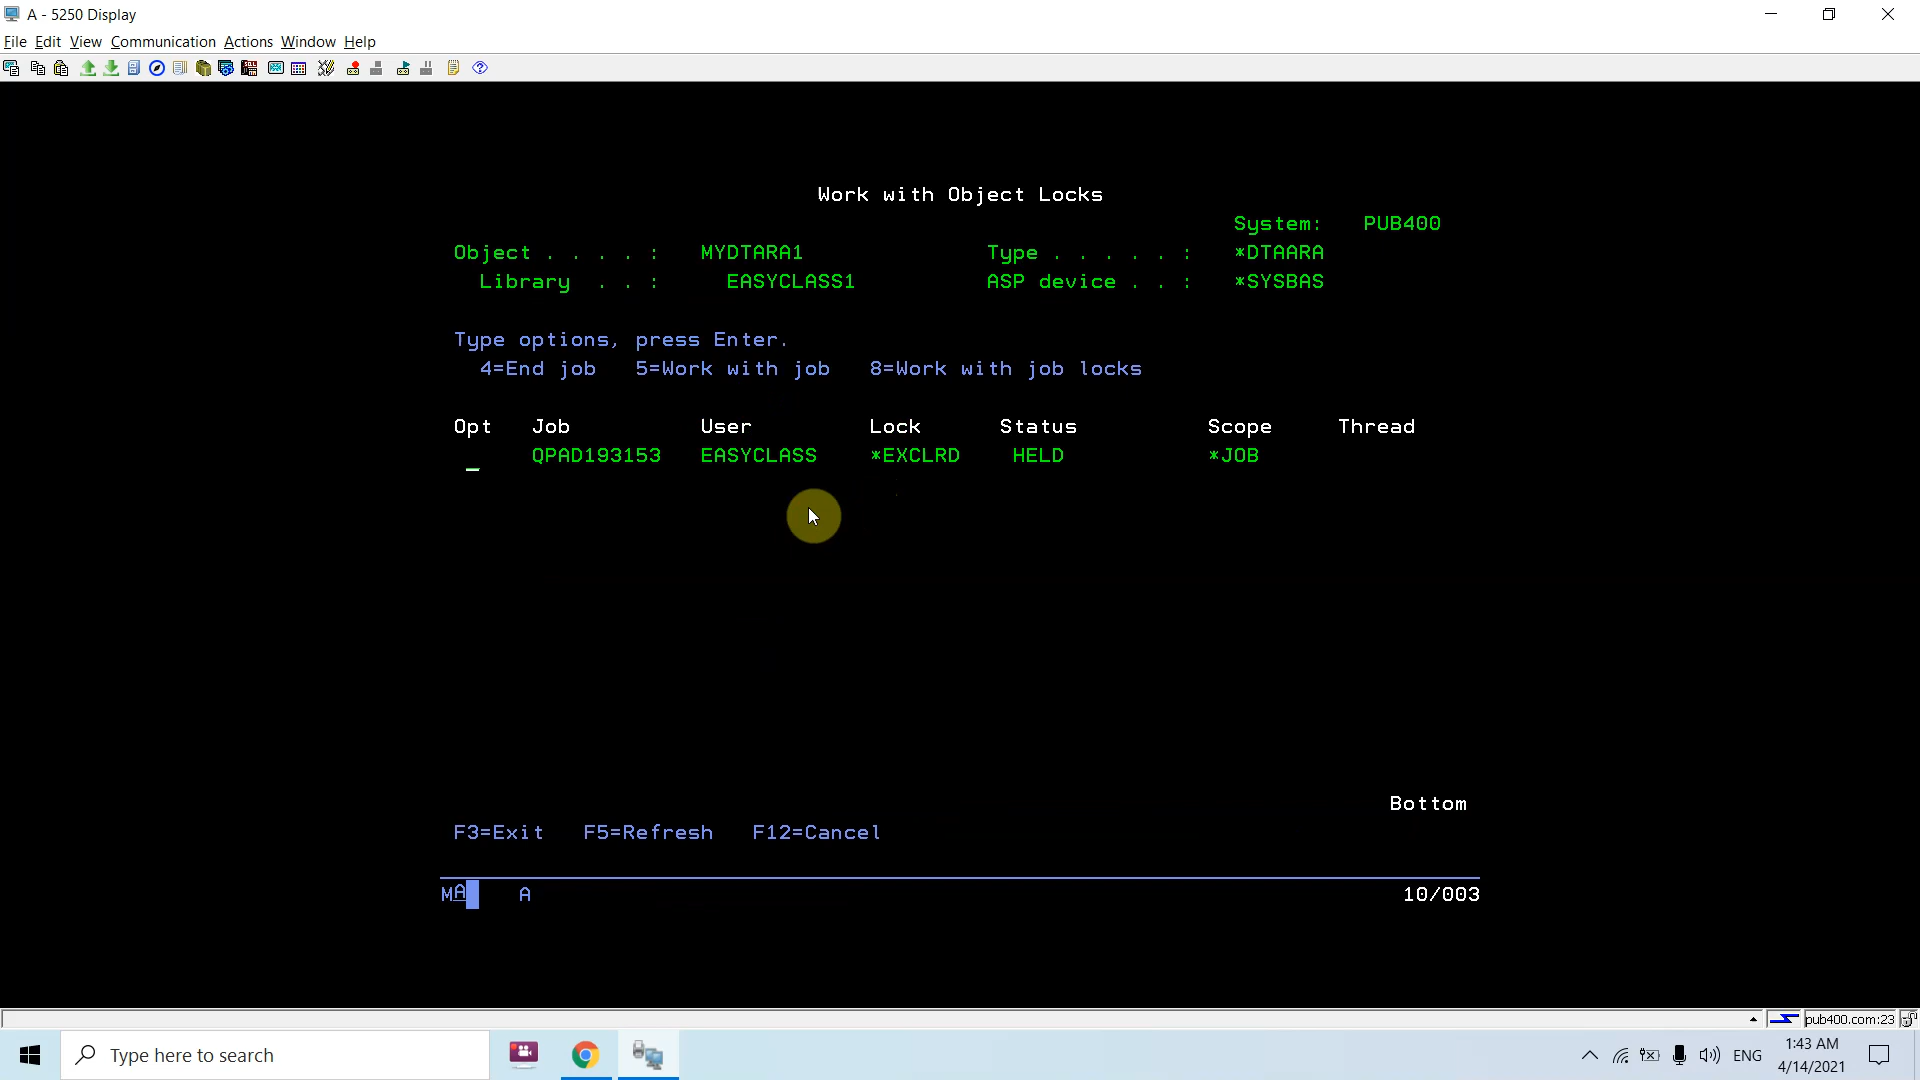 A - 5250 Display
File Edit View Communication Actions Window Help
Work with Object Locks
System: PUB400
Object . . . . : MYDTARA1 Type . . . . . : *DTAARA
Library . . : EASYCLASS1 ASP device . . : *SYSBAS
Type options, press Enter.
4=End job 5=Work with job 8=Work with job locks
Opt Job User Lock Status Scope Thread
_ QPAD193153 EASYCLASS *EXCLRD HELD *JOB
Bottom
F3=Exit F5=Refresh F12=Cancel
MA A 10/003
pub400.com:23
Type here to search
ENG
1:43 AM
4/14/2021